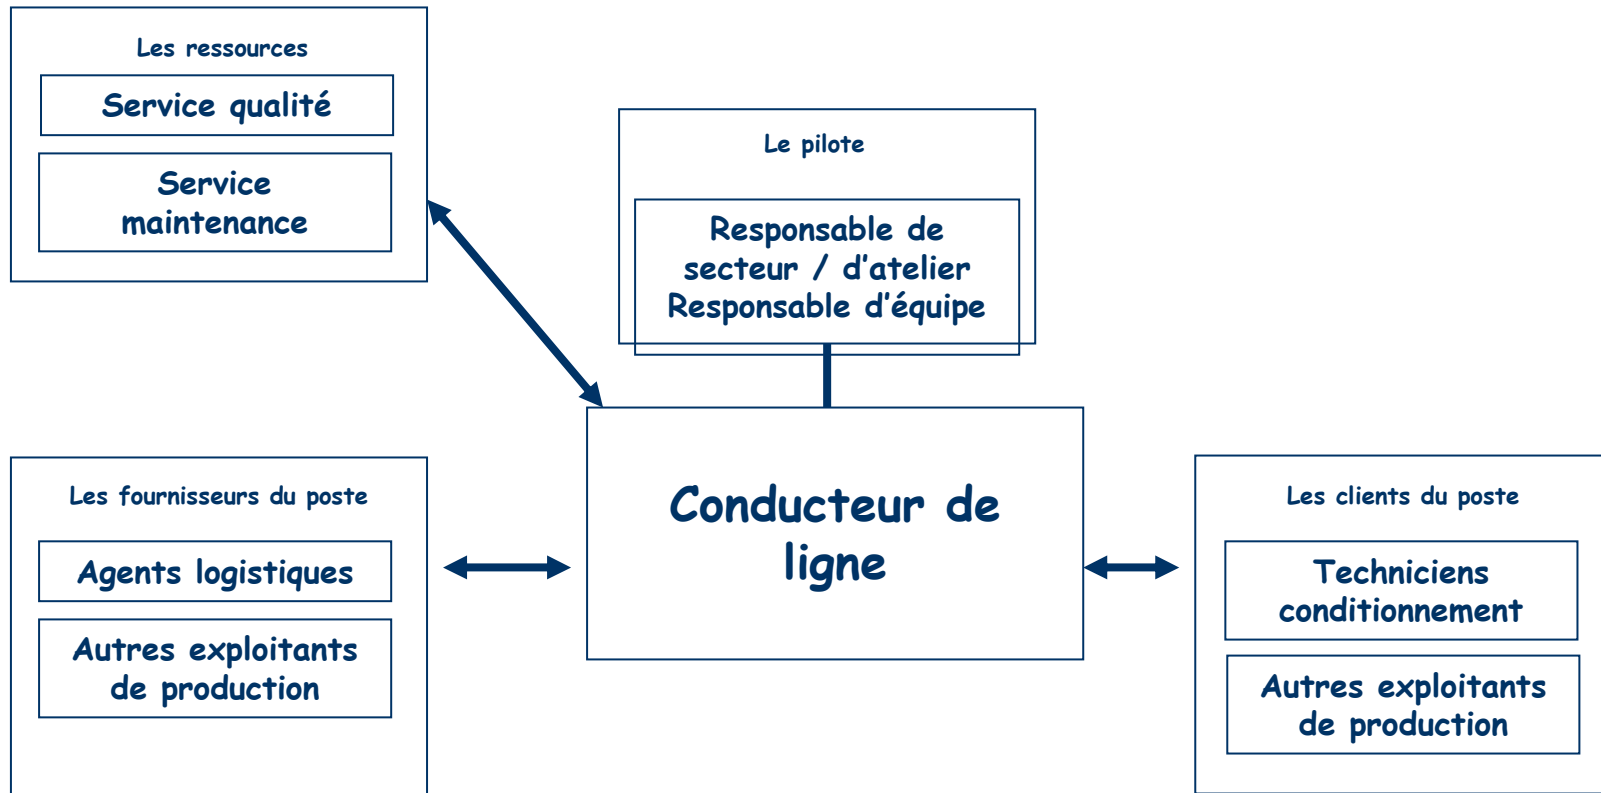 Les ressources
Service qualité
Service
maintenance
Le pilote
Responsable de
secteur / d'atelier
Responsable d'équipe
Conducteur de
ligne
Les fournisseurs du poste
Agents logistiques
Autres exploitants
de production
Les clients du poste
Techniciens
conditionnement
Autres exploitants
de production